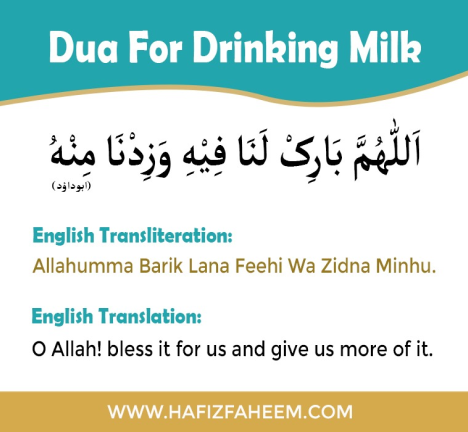 Dua For Drinking Milk
اَللّٰهُمَّ بَارِكْ لَنَا فِيْهِ وَزِدْنَا مِنْهُ
(ابوداؤد)
English Transliteration:
Allahumma Barik Lana Feehi Wa Zidna Minhu.
English Translation:
O Allah! bless it for us and give us more of it.
WWW.HAFIZFAHEEM.COM